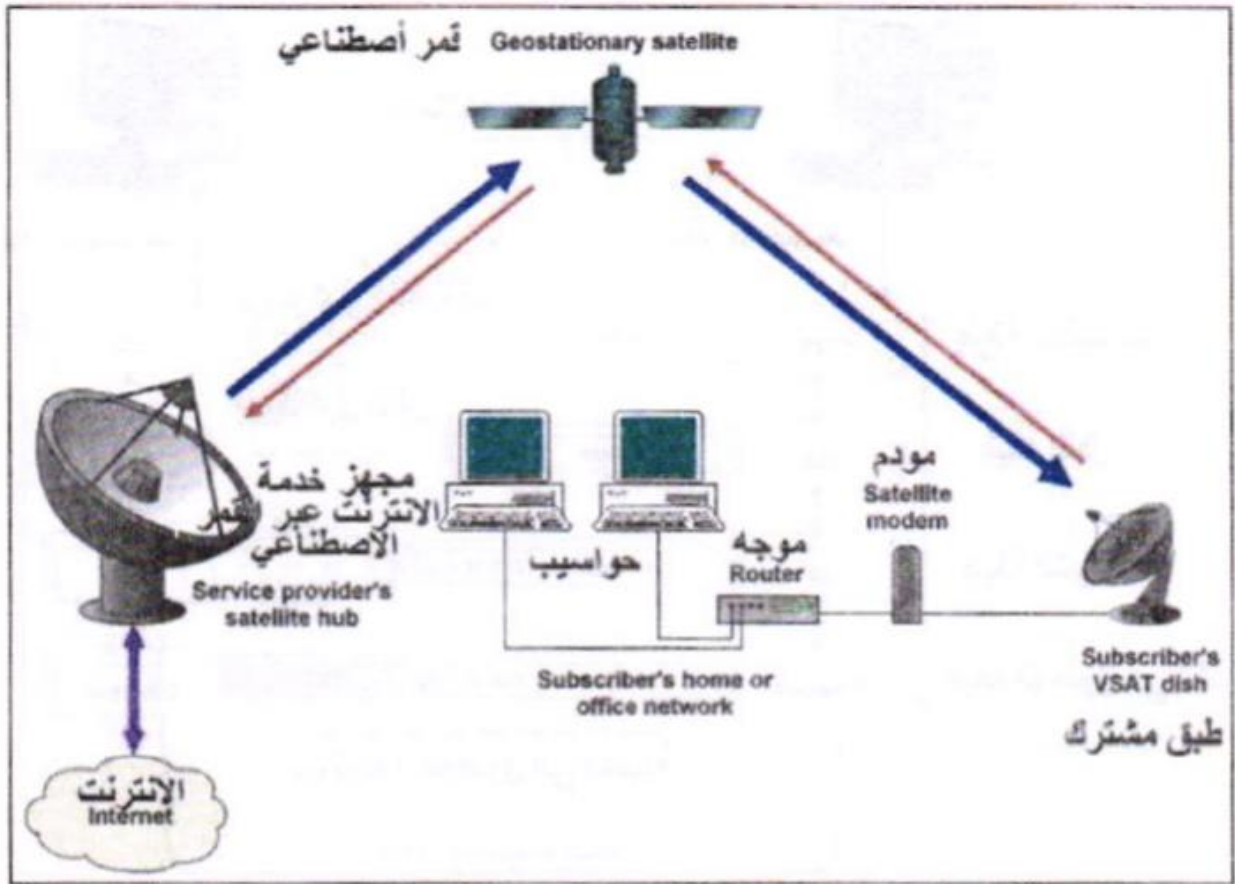 قمر أصطناعي
Geostationary satellite
مجهز خدمة
الانترنت عبر القمر
الاصطناعي
Service provider's
satellite hub
حواسيب
موجه
Router
مودم
Satellite
modem
Subscriber's home or
office network
Subscriber's
VSAT dish
طبق مشترك
الانترنت
Internet